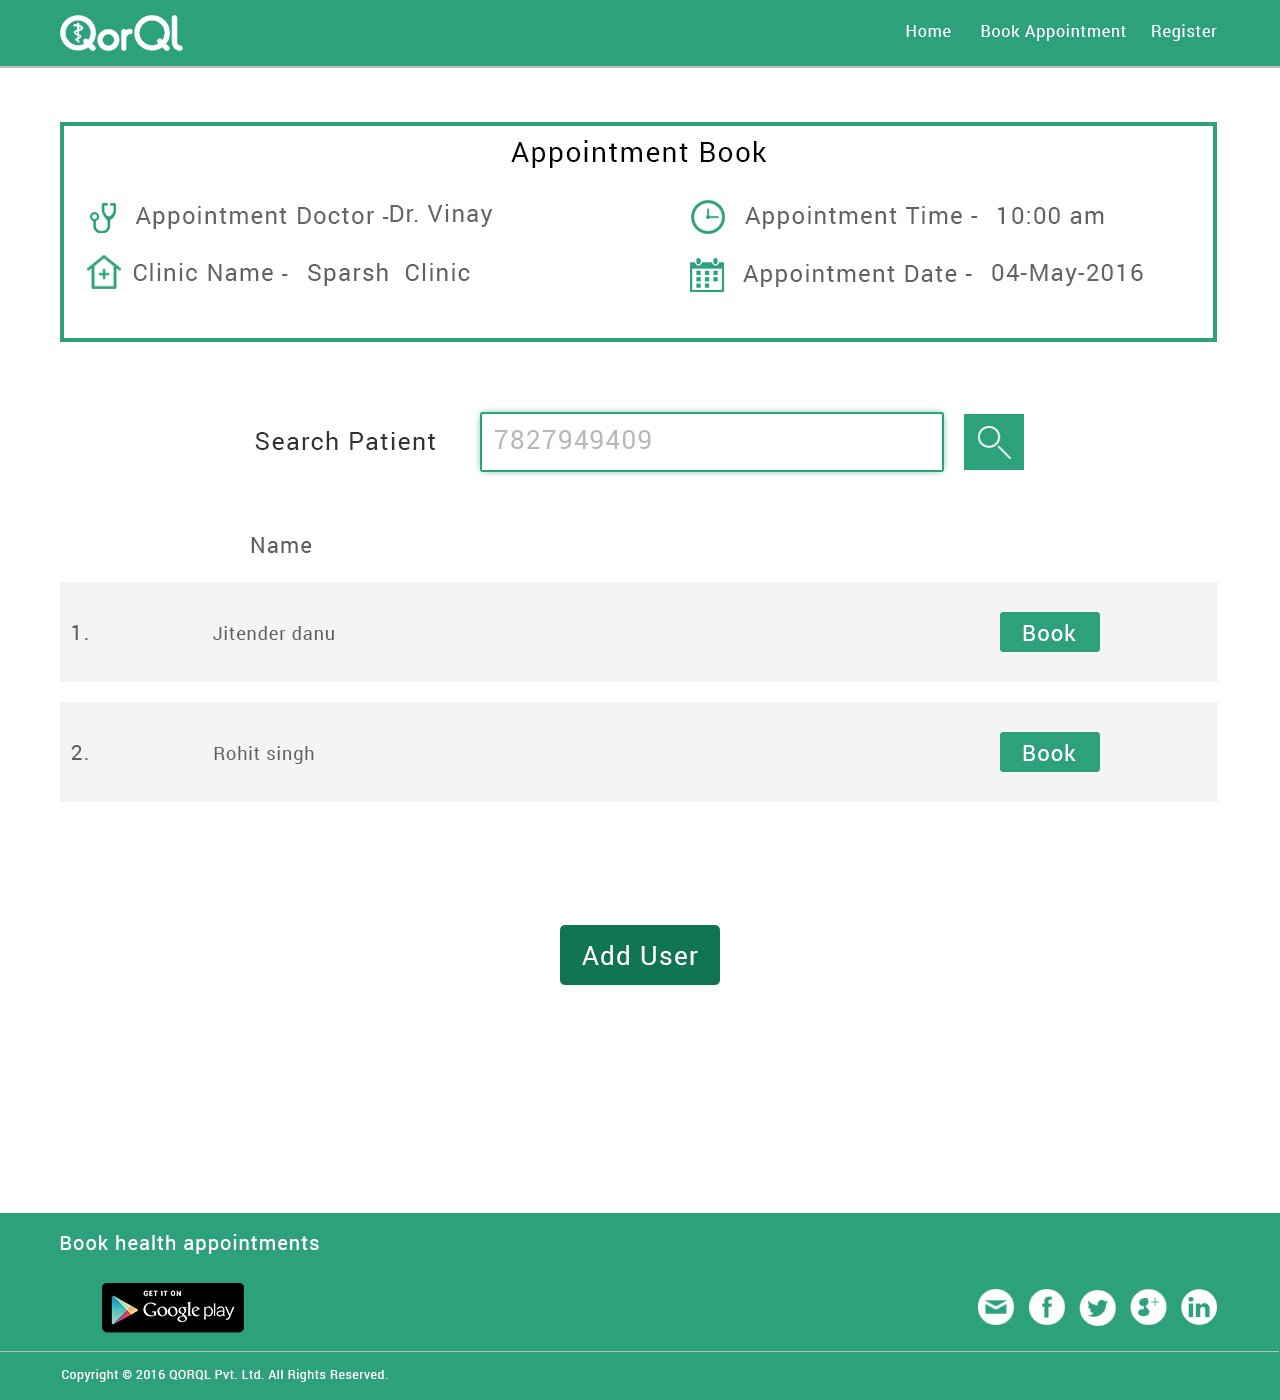 QorQl
Home Book Appointment Register
Appointment Book
Appointment Doctor -Dr. Vinay
Appointment Time - 10:00 am
Clinic Name - Sparsh Clinic
Appointment Date - 04-May-2016
Search Patient 7827949409
Name
1. Jitender danu Book
2. Rohit singh Book
Add User
Book health appointments
GET IT ON
Google play
Copyright © 2016 QORQL Pvt. Ltd. All Rights Reserved.